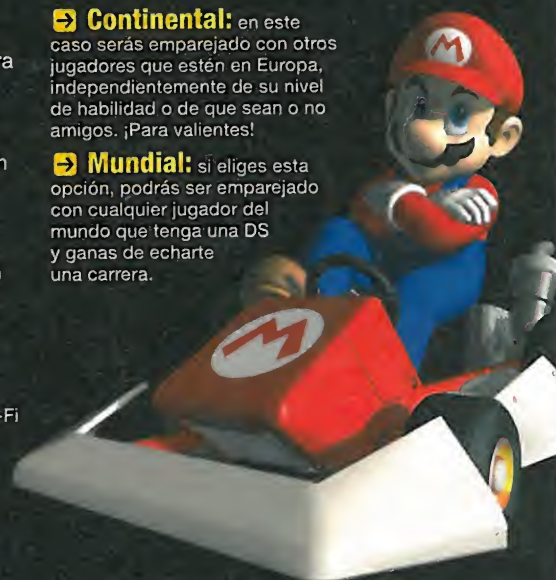 Continental: en este
caso serás emparejado con otros
jugadores que estén en Europa,
independientemente de su nivel
de habilidad o de que sean o no
amigos. ¡Para valientes!
Mundial: si eliges esta
opción, podrás ser emparejado
con cualquier jugador del
mundo que tenga una DS
y ganas de echarte
una carrera.
-Fi
M
M